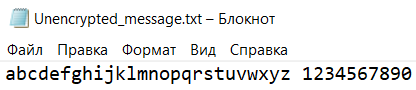 Unencrypted_message.txt – Блокнот
Файл Правка Формат Вид Справка
abcdefghijklmnopqrstuvwxyz 1234567890